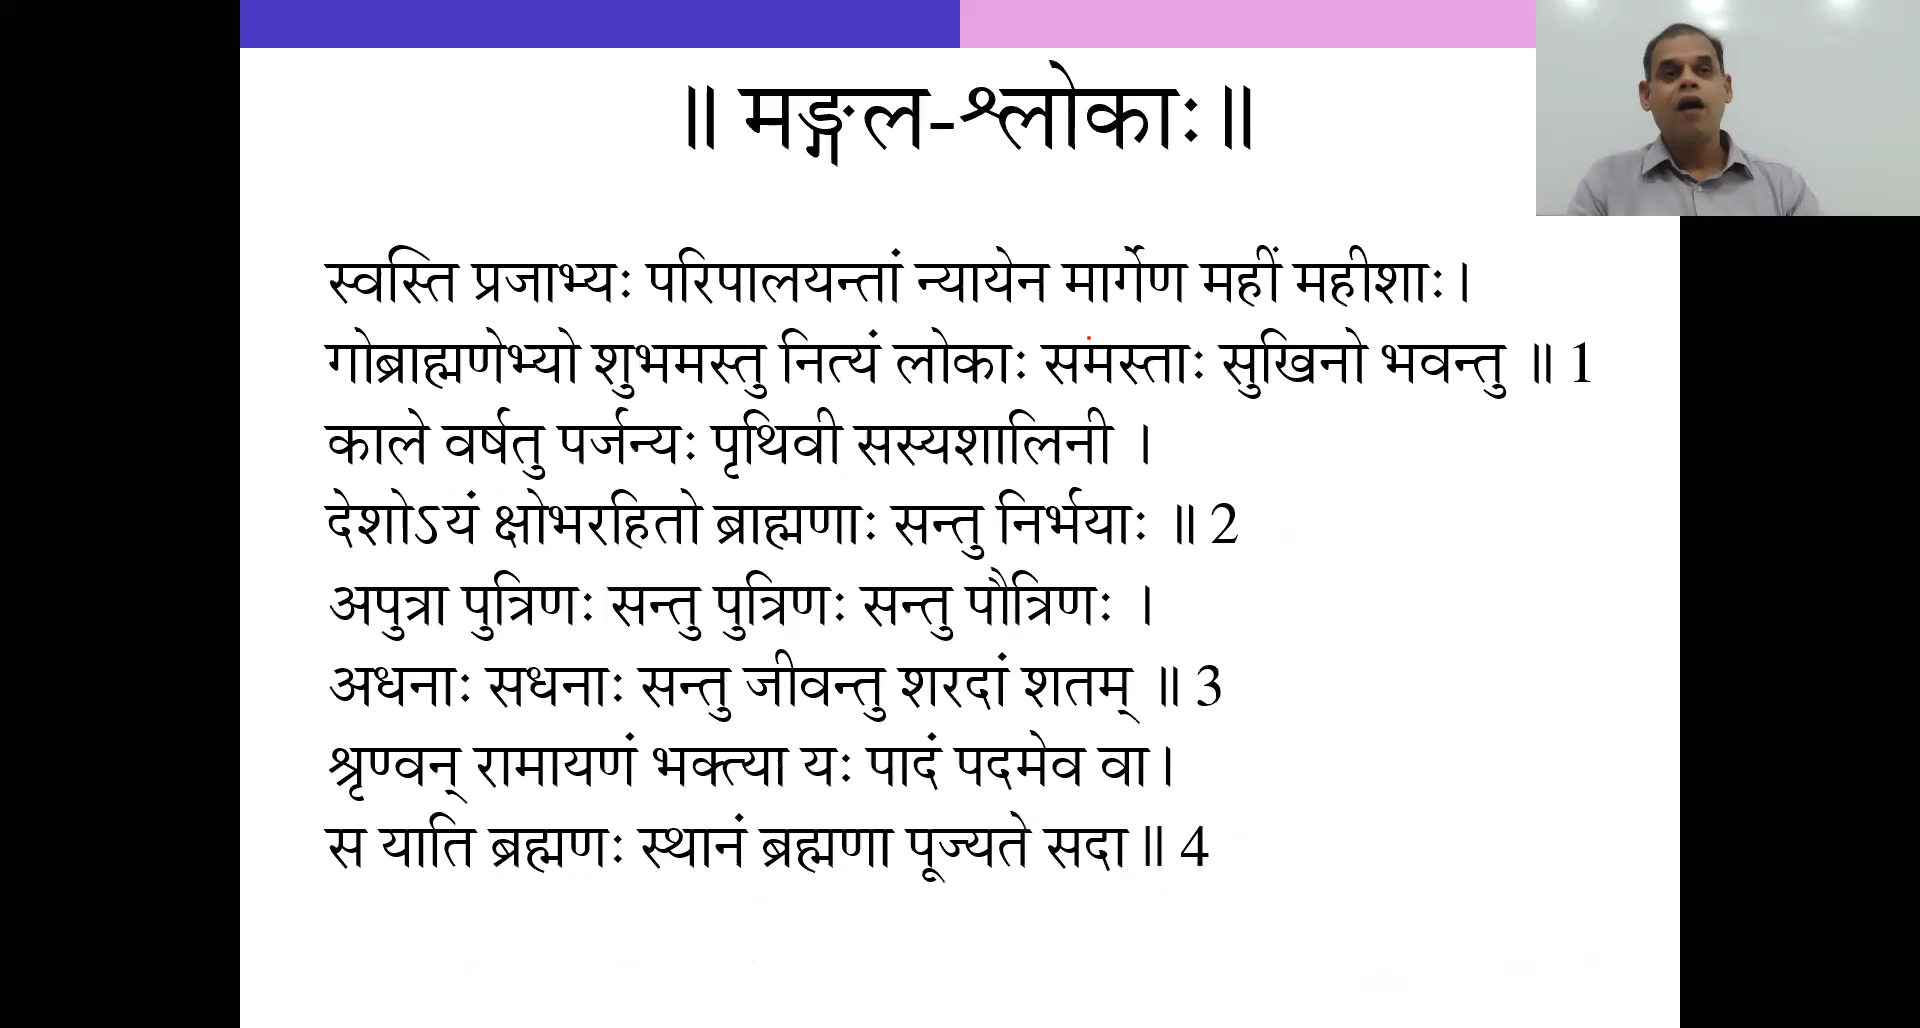 ॥ मङ्गल-श्लोकाः॥
स्वस्ति प्रजाभ्यः परिपालयन्तां न्यायेन मार्गेण महीं महीशाः।
गोब्राह्मणेभ्यो शुभमस्तु नित्यं लोकाः समस्ताः सुखिनो भवन्तु ॥ 1
काले वर्षतु पर्जन्यः पृथिवी सस्यशालिनी ।
देशोऽयं क्षोभरहितो ब्राह्मणाः सन्तु निर्भयाः ॥ 2
अपुत्रा पुत्रिणः सन्तु पुत्रिणः सन्तु पौत्रिणः ।
अधनाः सधनाः सन्तु जीवन्तु शरदां शतम् ॥ 3
श्रृण्वन् रामायणं भक्त्या यः पादं पदमेव वा।
स याति ब्रह्मणः स्थानं ब्रह्मणा पूज्यते सदा॥ 4